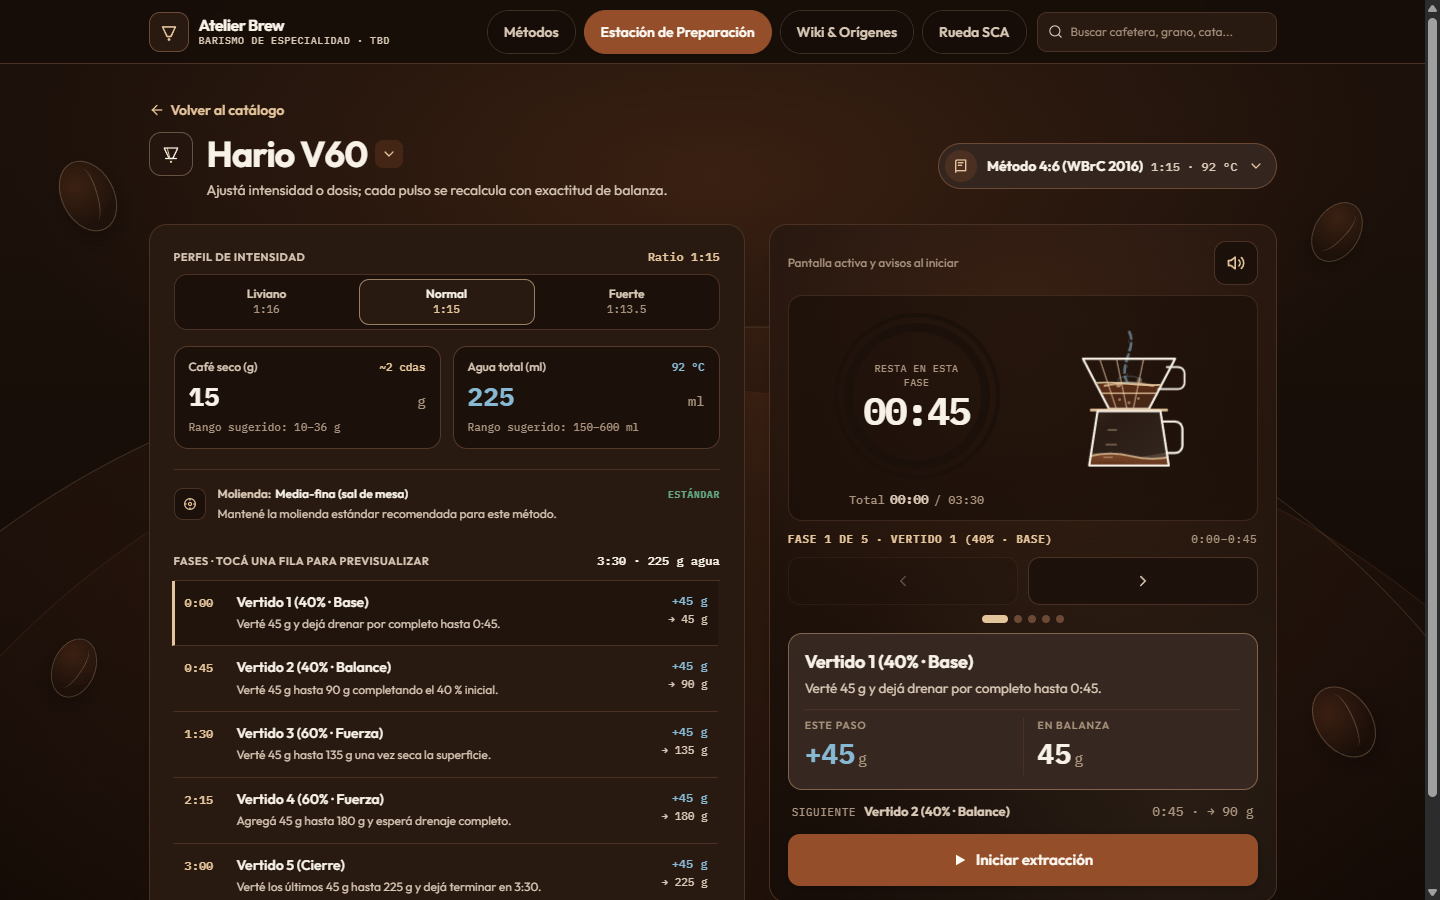 Atelier Brew
BARISMO DE ESPECIALIDAD · TBD
Métodos
Estación de Preparación
Wiki & Orígenes
Rueda SCA
Buscar cafetera, grano, cata...
← Volver al catálogo
Hario V60
Ajustá intensidad o dosis; cada pulso se recalcula con exactitud de balanza.
Método 4:6 (WBrC 2016) 1:15 · 92 °C
PERFIL DE INTENSIDAD
Ratio 1:15
Liviano
1:16
Normal
1:15
Fuerte
1:13.5
Café seco (g)
~2 cdas
15
g
Rango sugerido: 10–36 g
Agua total (ml)
92 °C
225
ml
Rango sugerido: 150–600 ml
Molienda: Media-fina (sal de mesa)
ESTÁNDAR
Mantené la molienda estándar recomendada para este método.
FASES · TOCÁ UNA FILA PARA PREVISUALIZAR
3:30 · 225 g agua
0:00
Vertido 1 (40% · Base)
+45 g
Verté 45 g y dejá drenar por completo hasta 0:45.
→ 45 g
0:45
Vertido 2 (40% · Balance)
+45 g
Verté 45 g hasta 90 g completando el 40 % inicial.
→ 90 g
1:30
Vertido 3 (60% · Fuerza)
+45 g
Verté 45 g hasta 135 g una vez seca la superficie.
→ 135 g
2:15
Vertido 4 (60% · Fuerza)
+45 g
Agregá 45 g hasta 180 g y esperá drenaje completo.
→ 180 g
3:00
Vertido 5 (Cierre)
+45 g
Verté los últimos 45 g hasta 225 g y dejá terminar en 3:30.
→ 225 g
Pantalla activa y avisos al iniciar
RESTA EN ESTA
FASE
00:45
Total 00:00 / 03:30
FASE 1 DE 5 · VERTIDO 1 (40% · BASE)
0:00–0:45
Vertido 1 (40% · Base)
Verté 45 g y dejá drenar por completo hasta 0:45.
ESTE PASO
+45 g
EN BALANZA
45 g
SIGUIENTE Vertido 2 (40% · Balance)
0:45 · → 90 g
Iniciar extracción